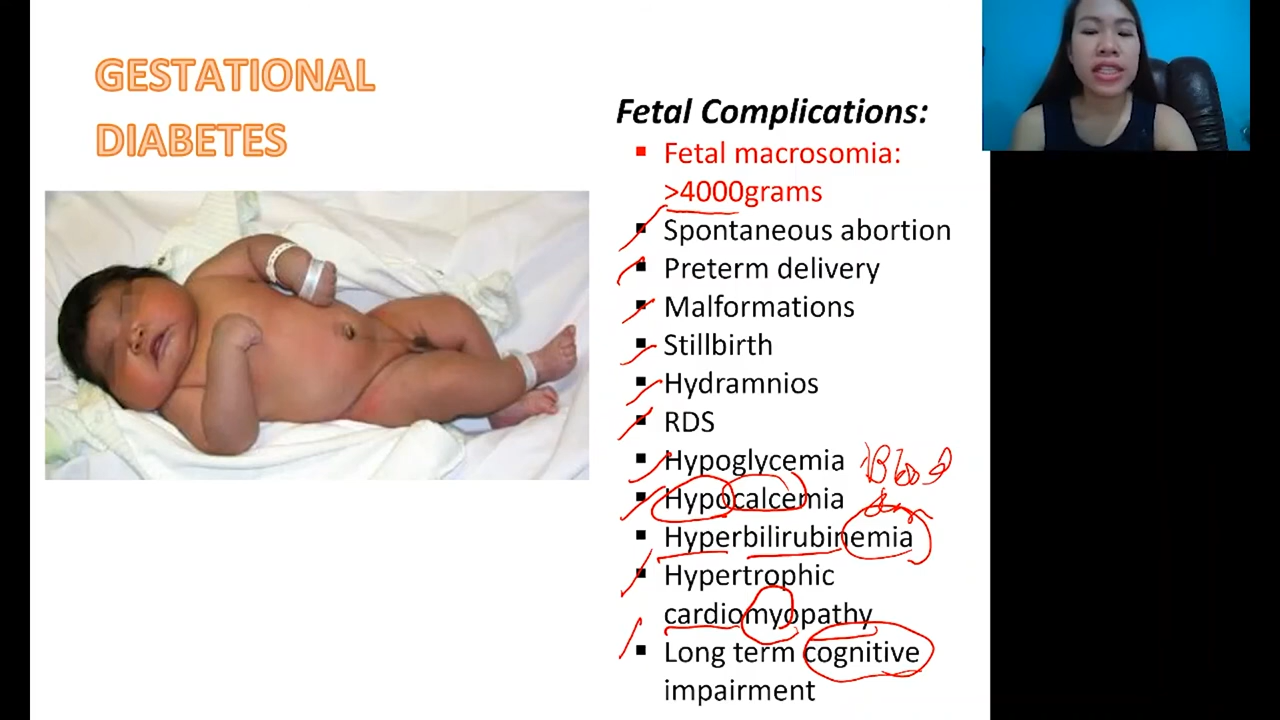 GESTATIONAL
DIABETES
Fetal Complications:
▪ Fetal macrosomia:
>4000grams
▪ Spontaneous abortion
▪ Preterm delivery
▪ Malformations
▪ Stillbirth
▪ Hydramnios
▪ RDS
▪ Hypoglycemia
▪ Hypocalcemia
▪ Hyperbilirubinemia
▪ Hypertrophic
cardiomyopathy
▪ Long term cognitive
impairment